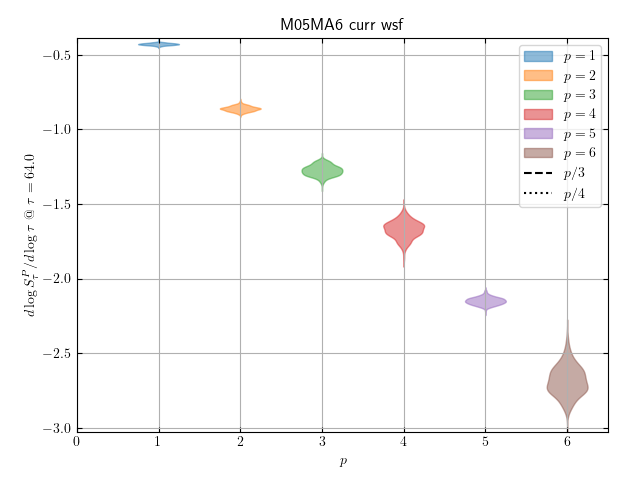 M05MA6 curr wsf
d log S_τ^P / d log τ @ τ = 64.0
−0.5
−1.0
−1.5
−2.0
−2.5
−3.0
0 1 2 3 4 5 6
p
p = 1
p = 2
p = 3
p = 4
p = 5
p = 6
p/3
p/4